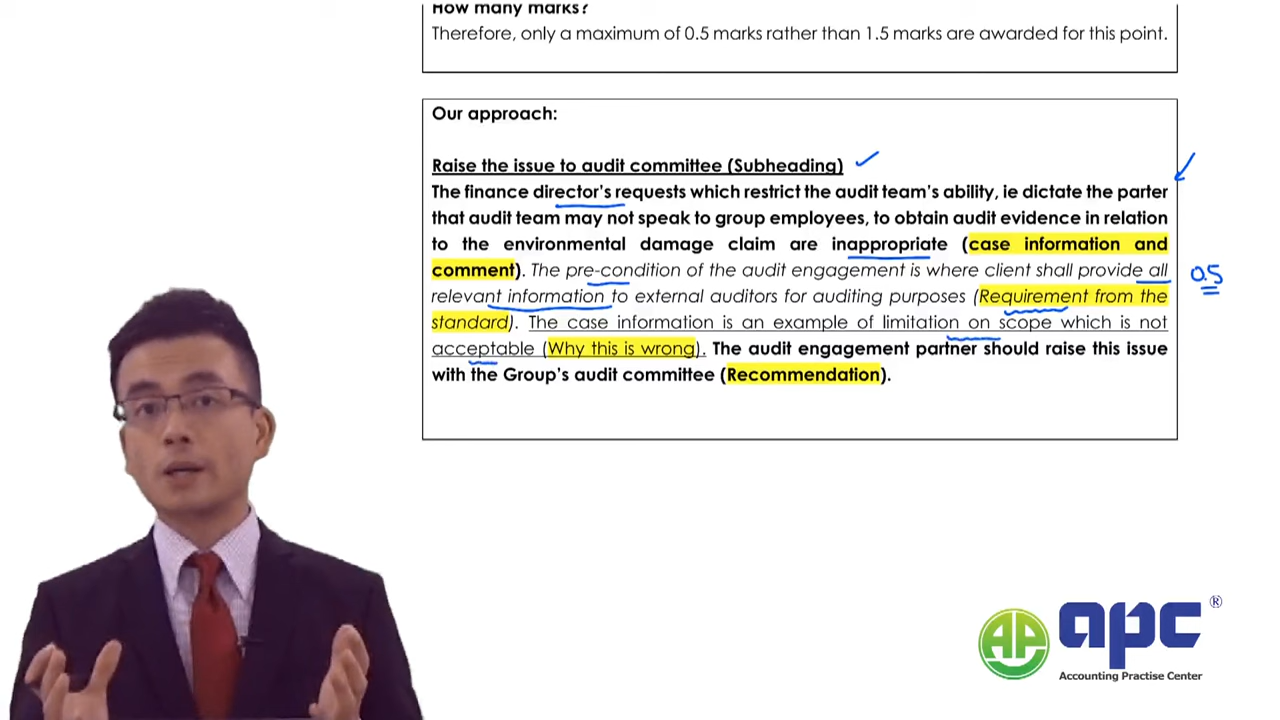 How many marks?
Therefore, only a maximum of 0.5 marks rather than 1.5 marks are awarded for this point.
Our approach:
Raise the issue to audit committee (Subheading)
The finance director's requests which restrict the audit team's ability, ie dictate the parter
that audit team may not speak to group employees, to obtain audit evidence in relation
to the environmental damage claim are inappropriate (case information and
comment). The pre-condition of the audit engagement is where client shall provide all
relevant information to external auditors for auditing purposes (Requirement from the
standard). The case information is an example of limitation on scope which is not
acceptable (Why this is wrong). The audit engagement partner should raise this issue
with the Group's audit committee (Recommendation).
0.5
apc ®
Accounting Practise Center